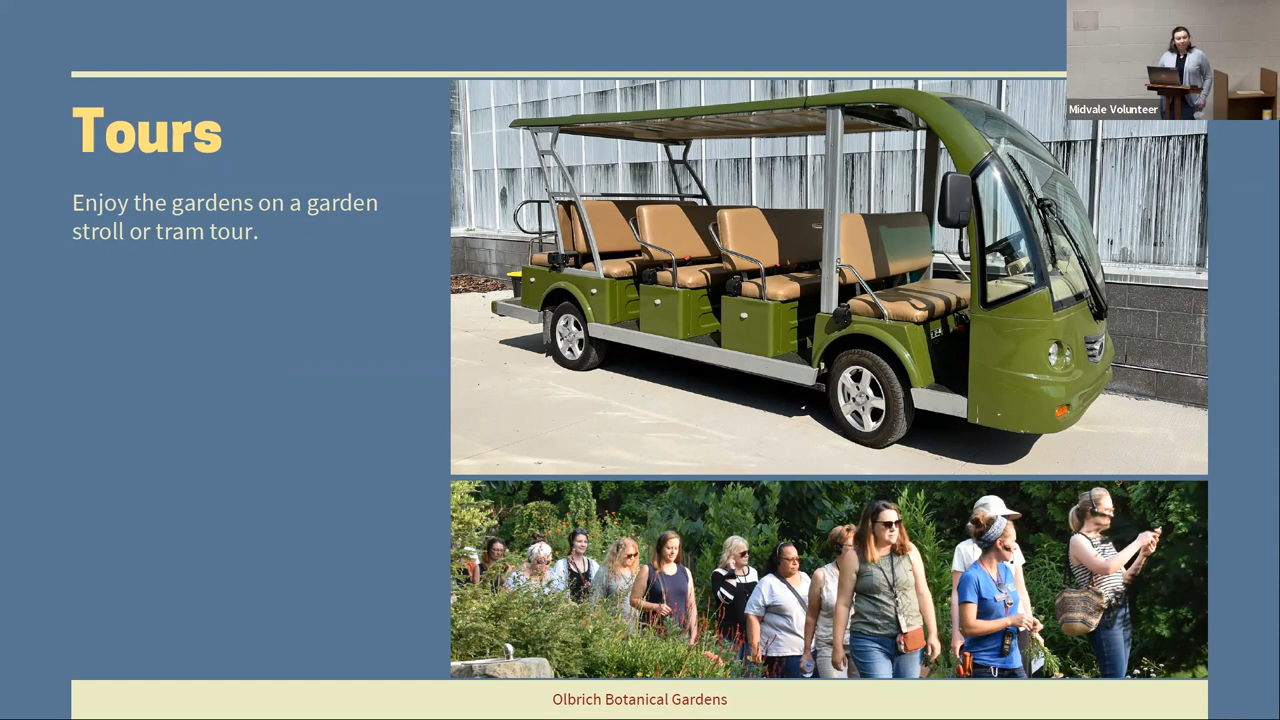 Midvale Volunteer
Tours
Enjoy the gardens on a garden
stroll or tram tour.
Olbrich Botanical Gardens